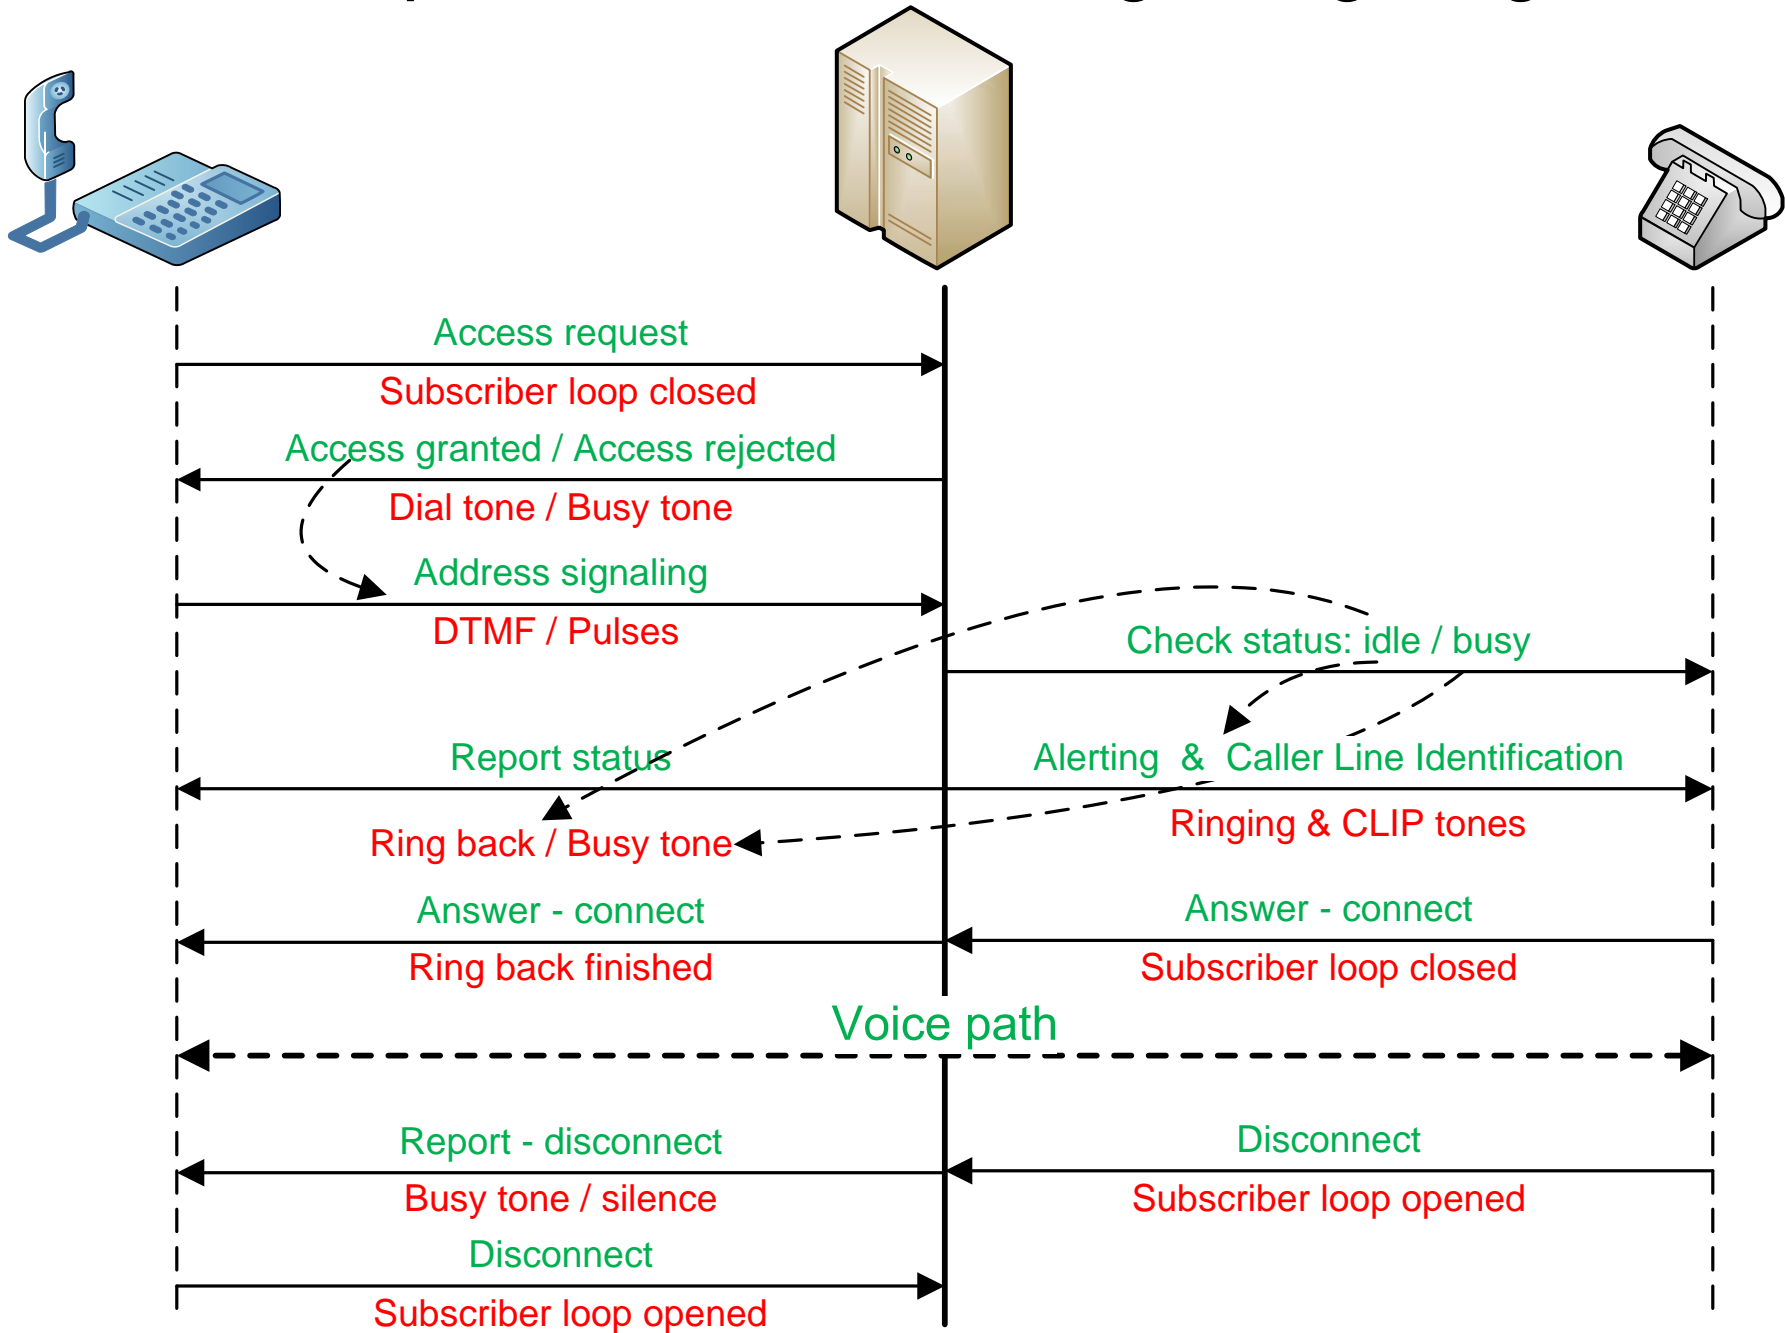 Access request
Subscriber loop closed
Access granted / Access rejected
Dial tone / Busy tone
Address signaling
DTMF / Pulses
Check status: idle / busy
Report status
Alerting & Caller Line Identification
Ring back / Busy tone
Ringing & CLIP tones
Answer - connect
Answer - connect
Ring back finished
Subscriber loop closed
Voice path
Report - disconnect
Disconnect
Busy tone / silence
Subscriber loop opened
Disconnect
Subscriber loop opened